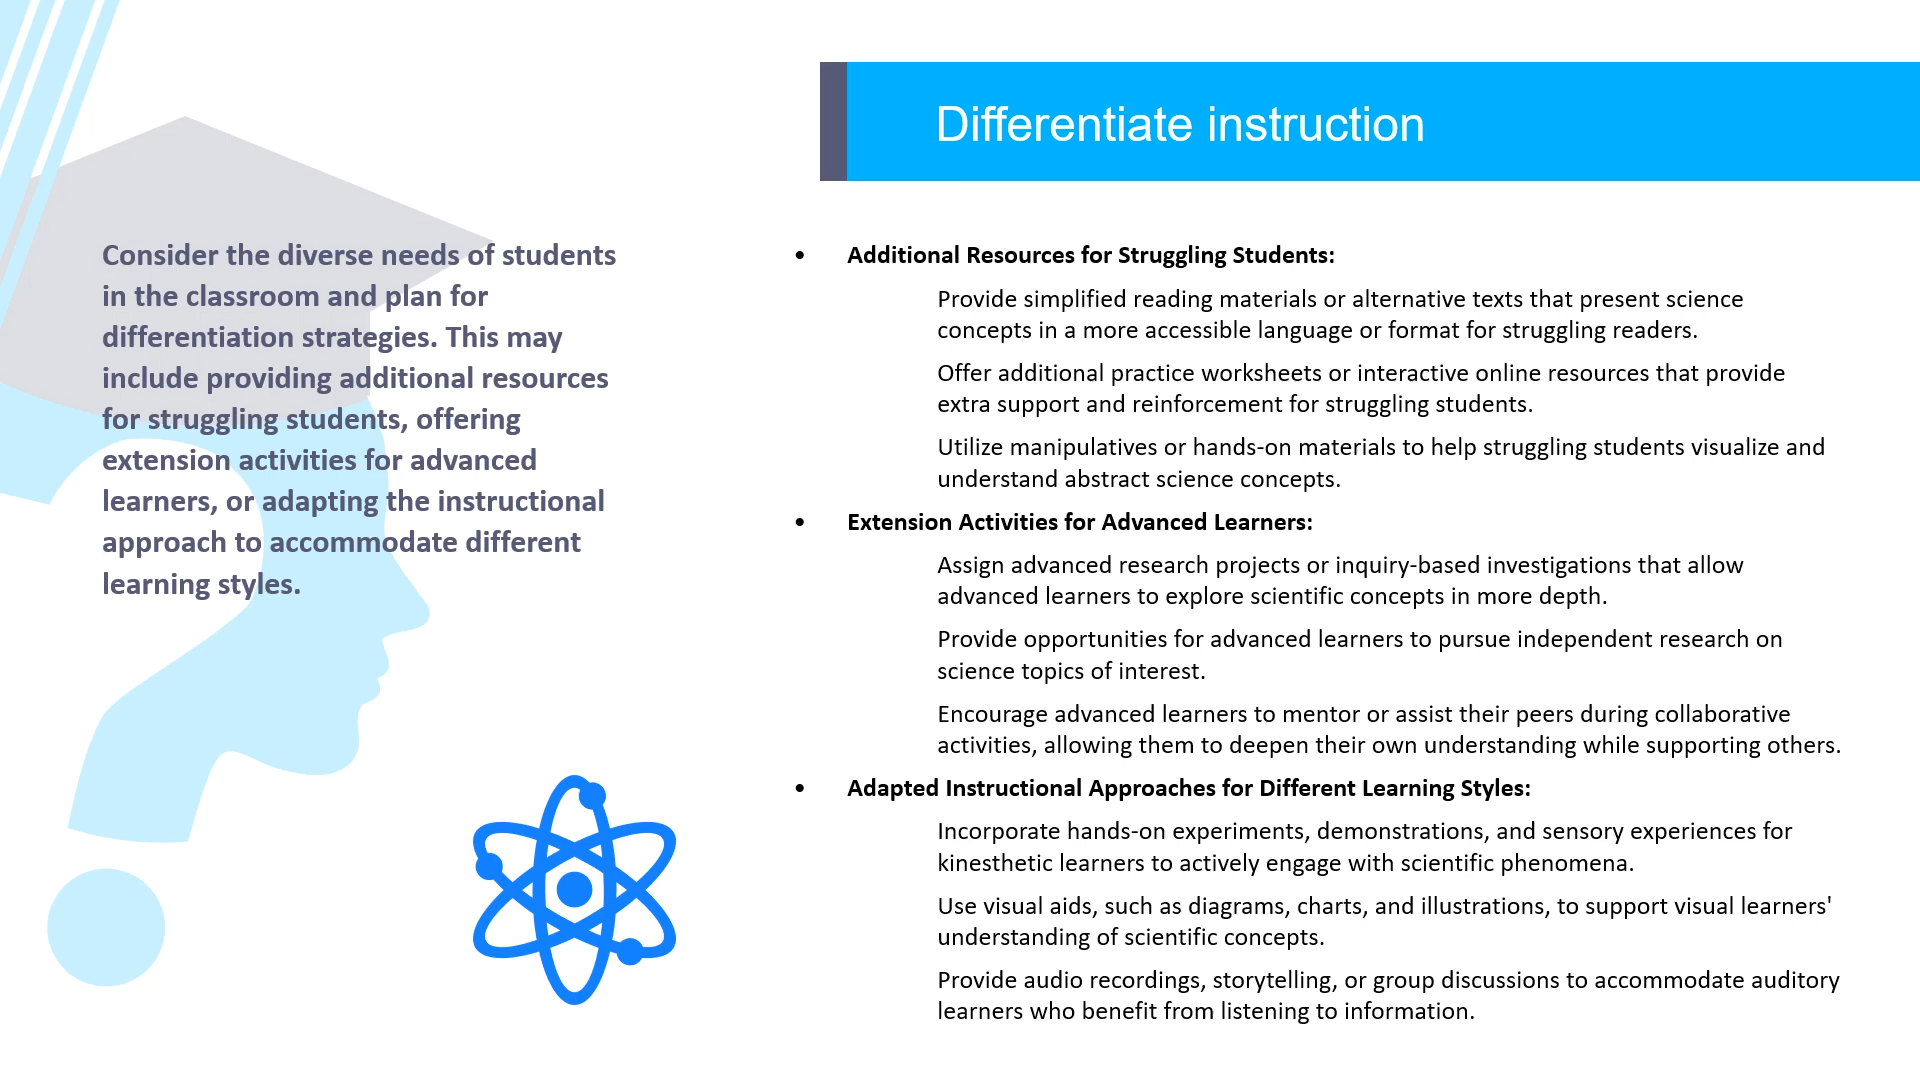 Differentiate instruction
Consider the diverse needs of students
in the classroom and plan for
differentiation strategies. This may
include providing additional resources
for struggling students, offering
extension activities for advanced
learners, or adapting the instructional
approach to accommodate different
learning styles.
• Additional Resources for Struggling Students:
Provide simplified reading materials or alternative texts that present science
concepts in a more accessible language or format for struggling readers.
Offer additional practice worksheets or interactive online resources that provide
extra support and reinforcement for struggling students.
Utilize manipulatives or hands-on materials to help struggling students visualize and
understand abstract science concepts.
• Extension Activities for Advanced Learners:
Assign advanced research projects or inquiry-based investigations that allow
advanced learners to explore scientific concepts in more depth.
Provide opportunities for advanced learners to pursue independent research on
science topics of interest.
Encourage advanced learners to mentor or assist their peers during collaborative
activities, allowing them to deepen their own understanding while supporting others.
• Adapted Instructional Approaches for Different Learning Styles:
Incorporate hands-on experiments, demonstrations, and sensory experiences for
kinesthetic learners to actively engage with scientific phenomena.
Use visual aids, such as diagrams, charts, and illustrations, to support visual learners'
understanding of scientific concepts.
Provide audio recordings, storytelling, or group discussions to accommodate auditory
learners who benefit from listening to information.